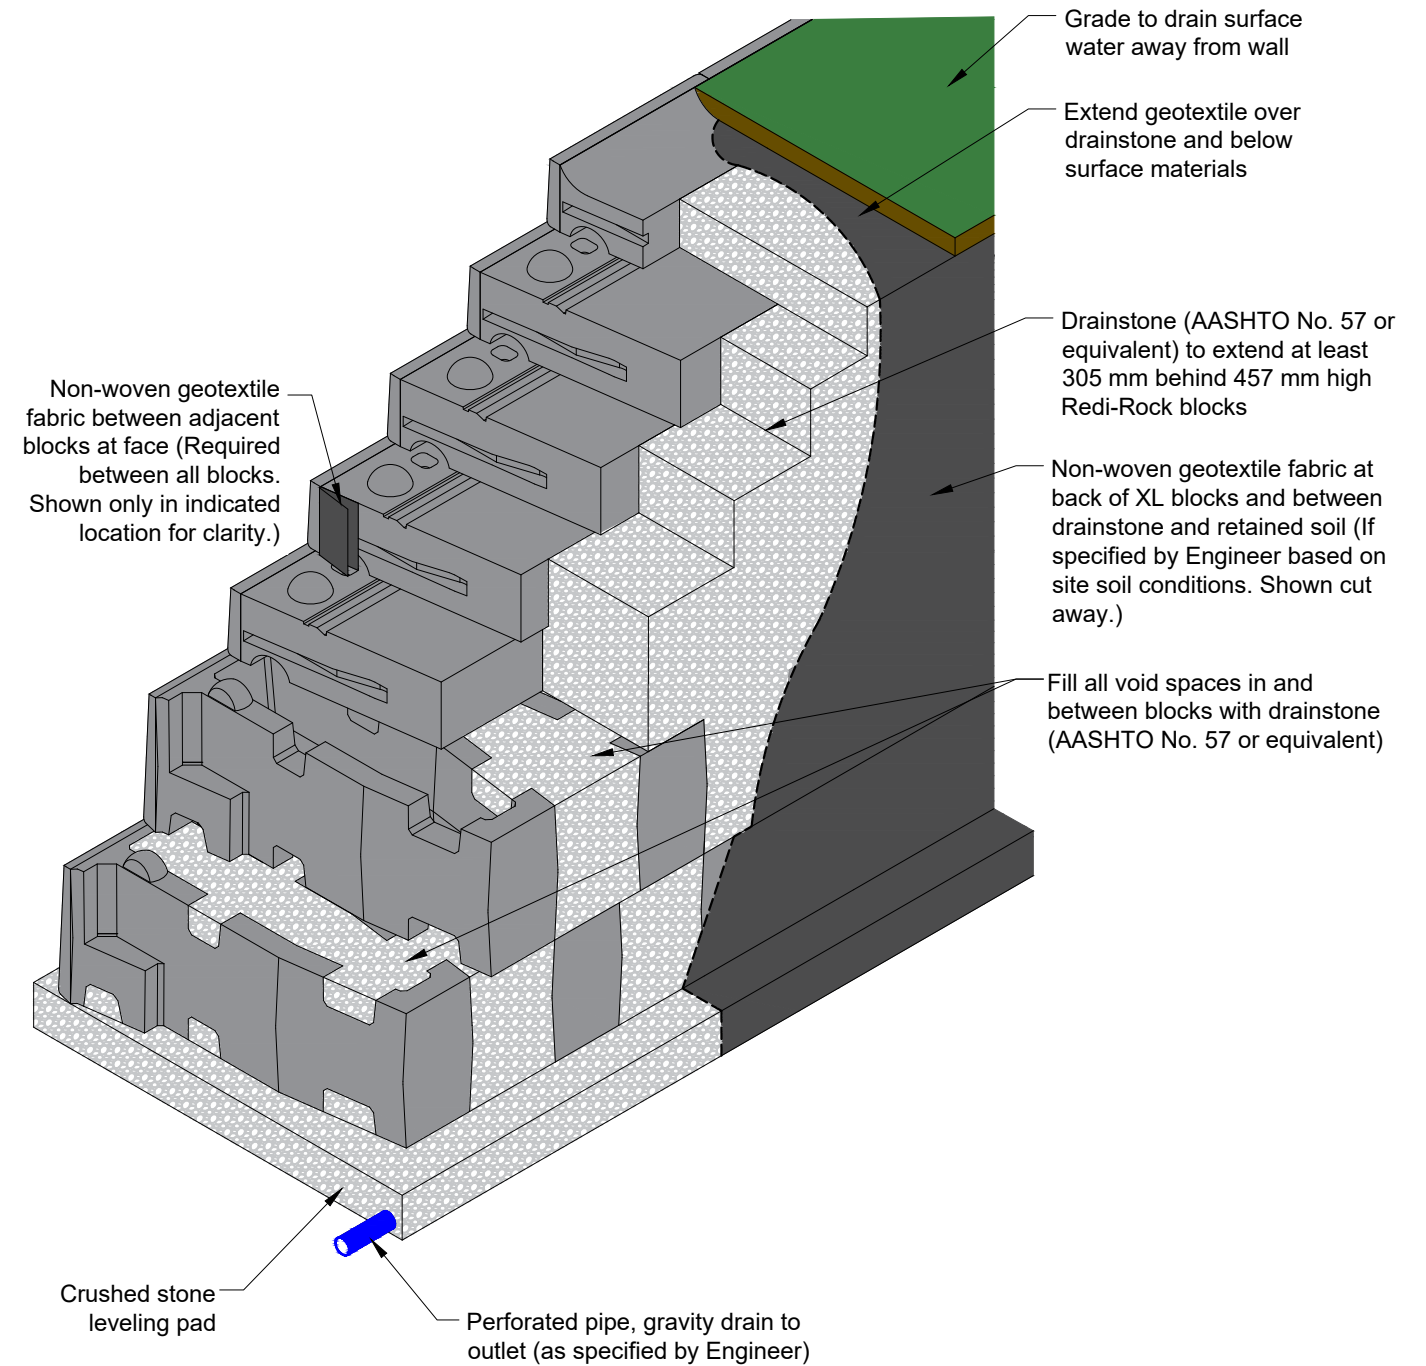 Grade to drain surface
water away from wall
Extend geotextile over
drainstone and below
surface materials
Drainstone (AASHTO No. 57 or
equivalent) to extend at least
305 mm behind 457 mm high
Redi-Rock blocks
Non-woven geotextile
fabric between adjacent
blocks at face (Required
between all blocks.
Shown only in indicated
location for clarity.)
Non-woven geotextile fabric at
back of XL blocks and between
drainstone and retained soil (If
specified by Engineer based on
site soil conditions. Shown cut
away.)
Fill all void spaces in and
between blocks with drainstone
(AASHTO No. 57 or equivalent)
Crushed stone
leveling pad
Perforated pipe, gravity drain to
outlet (as specified by Engineer)